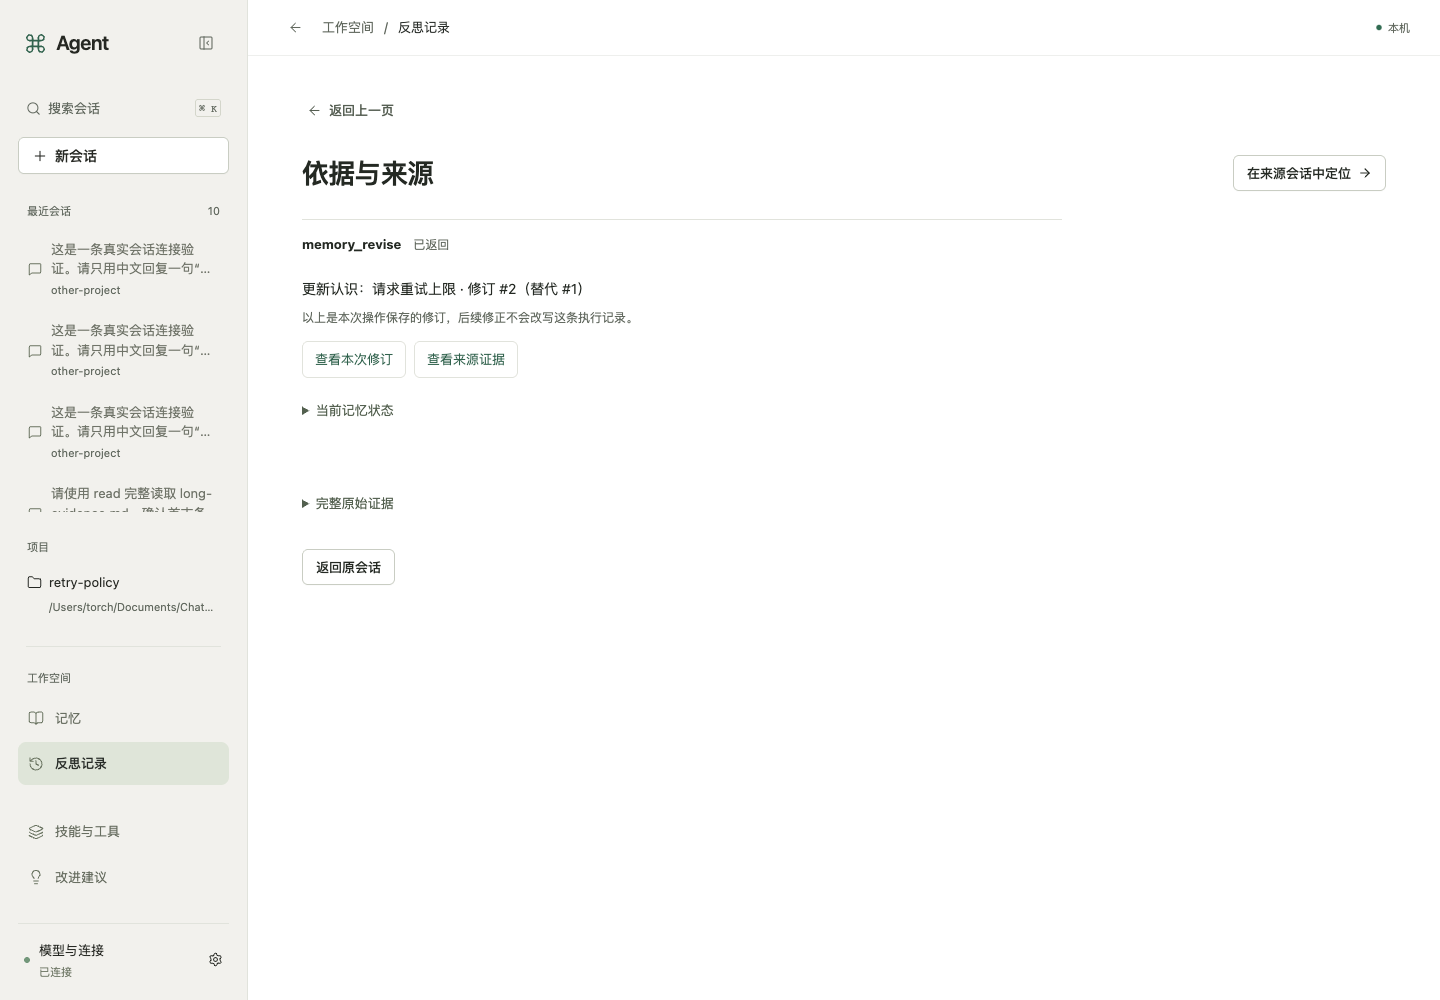 Agent
搜索会话
⌘ K
新会话
最近会话 10
这是一条真实会话连接验
证。请只用中文回复一句“...
other-project
这是一条真实会话连接验
证。请只用中文回复一句“...
other-project
这是一条真实会话连接验
证。请只用中文回复一句“...
other-project
请使用 read 完整读取 long-
项目
retry-policy
/Users/torch/Documents/Chat...
工作空间
记忆
反思记录
技能与工具
改进建议
模型与连接
已连接
工作空间 / 反思记录
本机
返回上一页
依据与来源
在来源会话中定位
memory_revise 已返回
更新认识：请求重试上限 · 修订 #2（替代 #1）
以上是本次操作保存的修订，后续修正不会改写这条执行记录。
查看本次修订 查看来源证据
当前记忆状态
完整原始证据
返回原会话